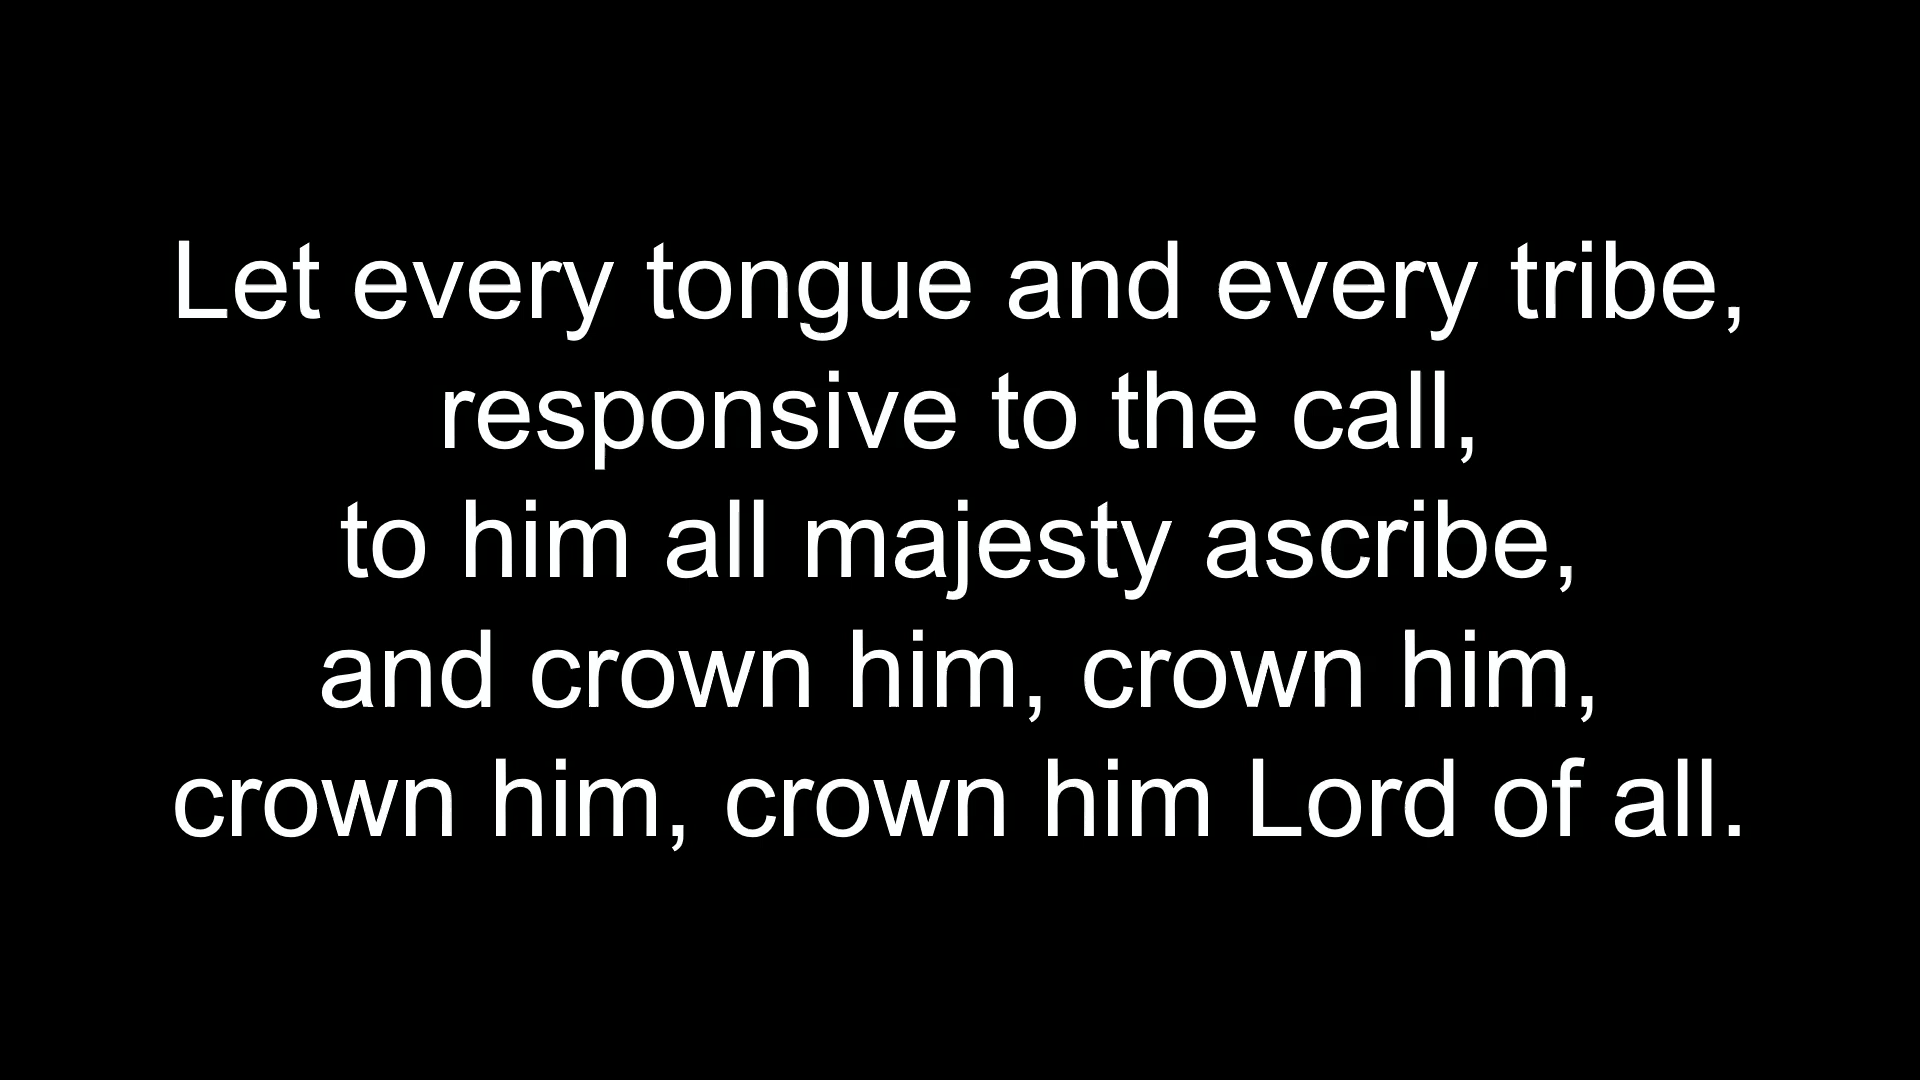 Let every tongue and every tribe,
responsive to the call,
to him all majesty ascribe,
and crown him, crown him,
crown him, crown him Lord of all.